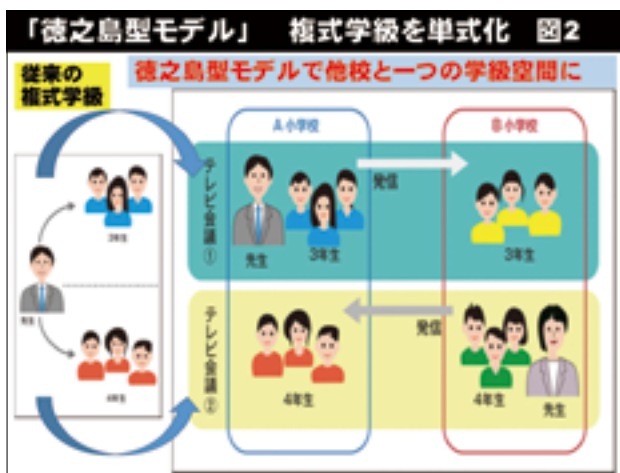 「徳之島型モデル」 複式学級を単式化 図2
従来の
複式学級
徳之島型モデルで他校と一つの学級空間に
A小学校
B小学校
3年生
先生
4年生
テレビ会議①
先生
3年生
発信
3年生
テレビ会議②
4年生
発信
4年生
先生